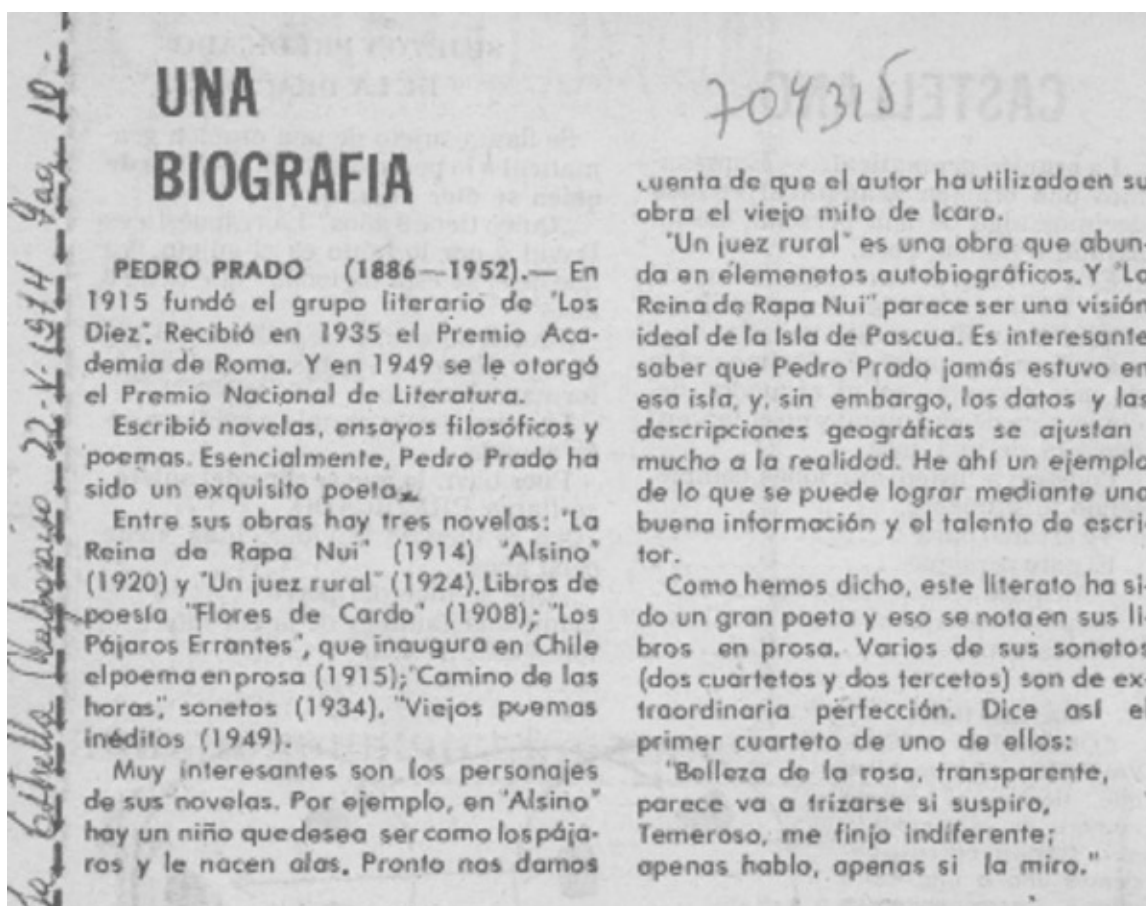 UNA
BIOGRAFIA
PEDRO PRADO (1886—1952).— En
1915 fundó el grupo literario de "Los
Diez". Recibió en 1935 el Premio Aca-
demia de Roma. Y en 1949 se le otorgó
el Premio Nacional de Literatura.
Escribió novelas, ensayos filosóficos y
poemas. Esencialmente, Pedro Prado ha
sido un exquisito poeta.
Entre sus obras hay tres novelas: "La
Reina de Rapa Nui" (1914) "Alsino"
(1920) y "Un juez rural" (1924). Libros de
poesía "Flores de Cardo" (1908); "Los
Pájaros Errantes", que inaugura en Chile
el poema en prosa (1915); "Camino de las
horas", sonetos (1934). "Viejos poemas
inéditos (1949).
Muy interesantes son los personajes
de sus novelas. Por ejemplo, en "Alsino"
hay un niño que desea ser como los pája-
ros y le nacen alas. Pronto nos damos
704315
cuenta de que el autor ha utilizado en su
obra el viejo mito de Icaro.
"Un juez rural" es una obra que abun-
da en elemenetos autobiográficos. Y "La
Reina de Rapa Nui" parece ser una visión
ideal de la Isla de Pascua. Es interesante
saber que Pedro Prado jamás estuvo en
esa isla, y, sin embargo, los datos y las
descripciones geográficas se ajustan
mucho a la realidad. He ahí un ejemplo
de lo que se puede lograr mediante una
buena información y el talento de escri-
tor.
Como hemos dicho, este literato ha si-
do un gran poeta y eso se nota en sus li-
bros en prosa. Varios de sus sonetos
(dos cuartetos y dos tercetos) son de ex-
traordinaria perfección. Dice así el
primer cuarteto de uno de ellos:
"Belleza de la rosa, transparente,
parece va a trizarse si suspiro,
Temeroso, me finjo indiferente;
apenas hablo, apenas si la miro."
La Estrella (Valparaíso 22-V-1974 Pag 10-